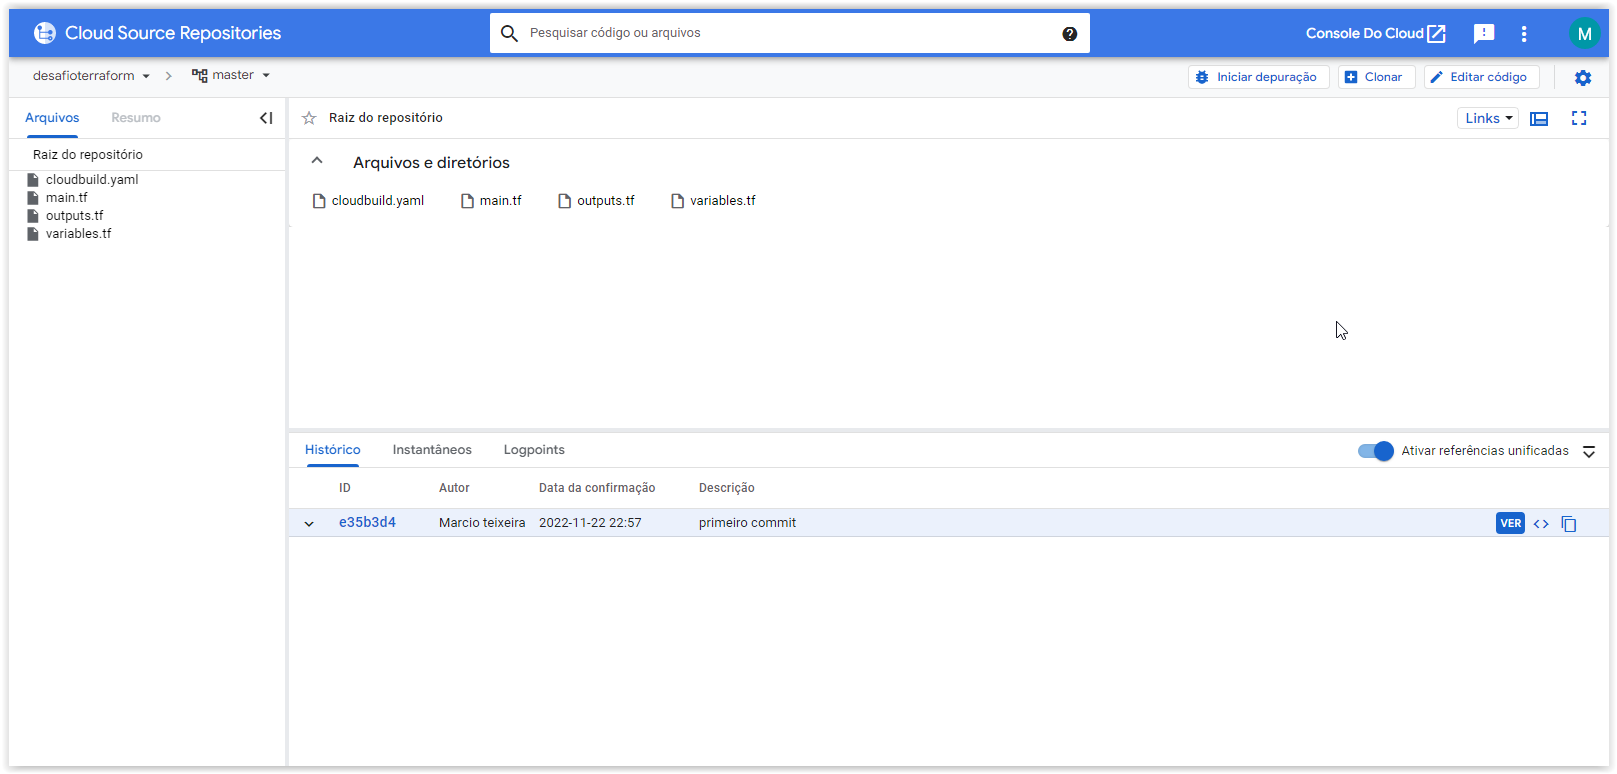 Cloud Source Repositories
Pesquisar código ou arquivos
?
Console Do Cloud
M
desafioterraform
master
Iniciar depuração
Clonar
Editar código
Arquivos
Resumo
Raiz do repositório
Links
Raiz do repositório
cloudbuild.yaml
main.tf
outputs.tf
variables.tf
Arquivos e diretórios
cloudbuild.yaml
main.tf
outputs.tf
variables.tf
Histórico
Instantâneos
Logpoints
Ativar referências unificadas
ID
Autor
Data da confirmação
Descrição
e35b3d4
Marcio teixeira
2022-11-22 22:57
primeiro commit
VER